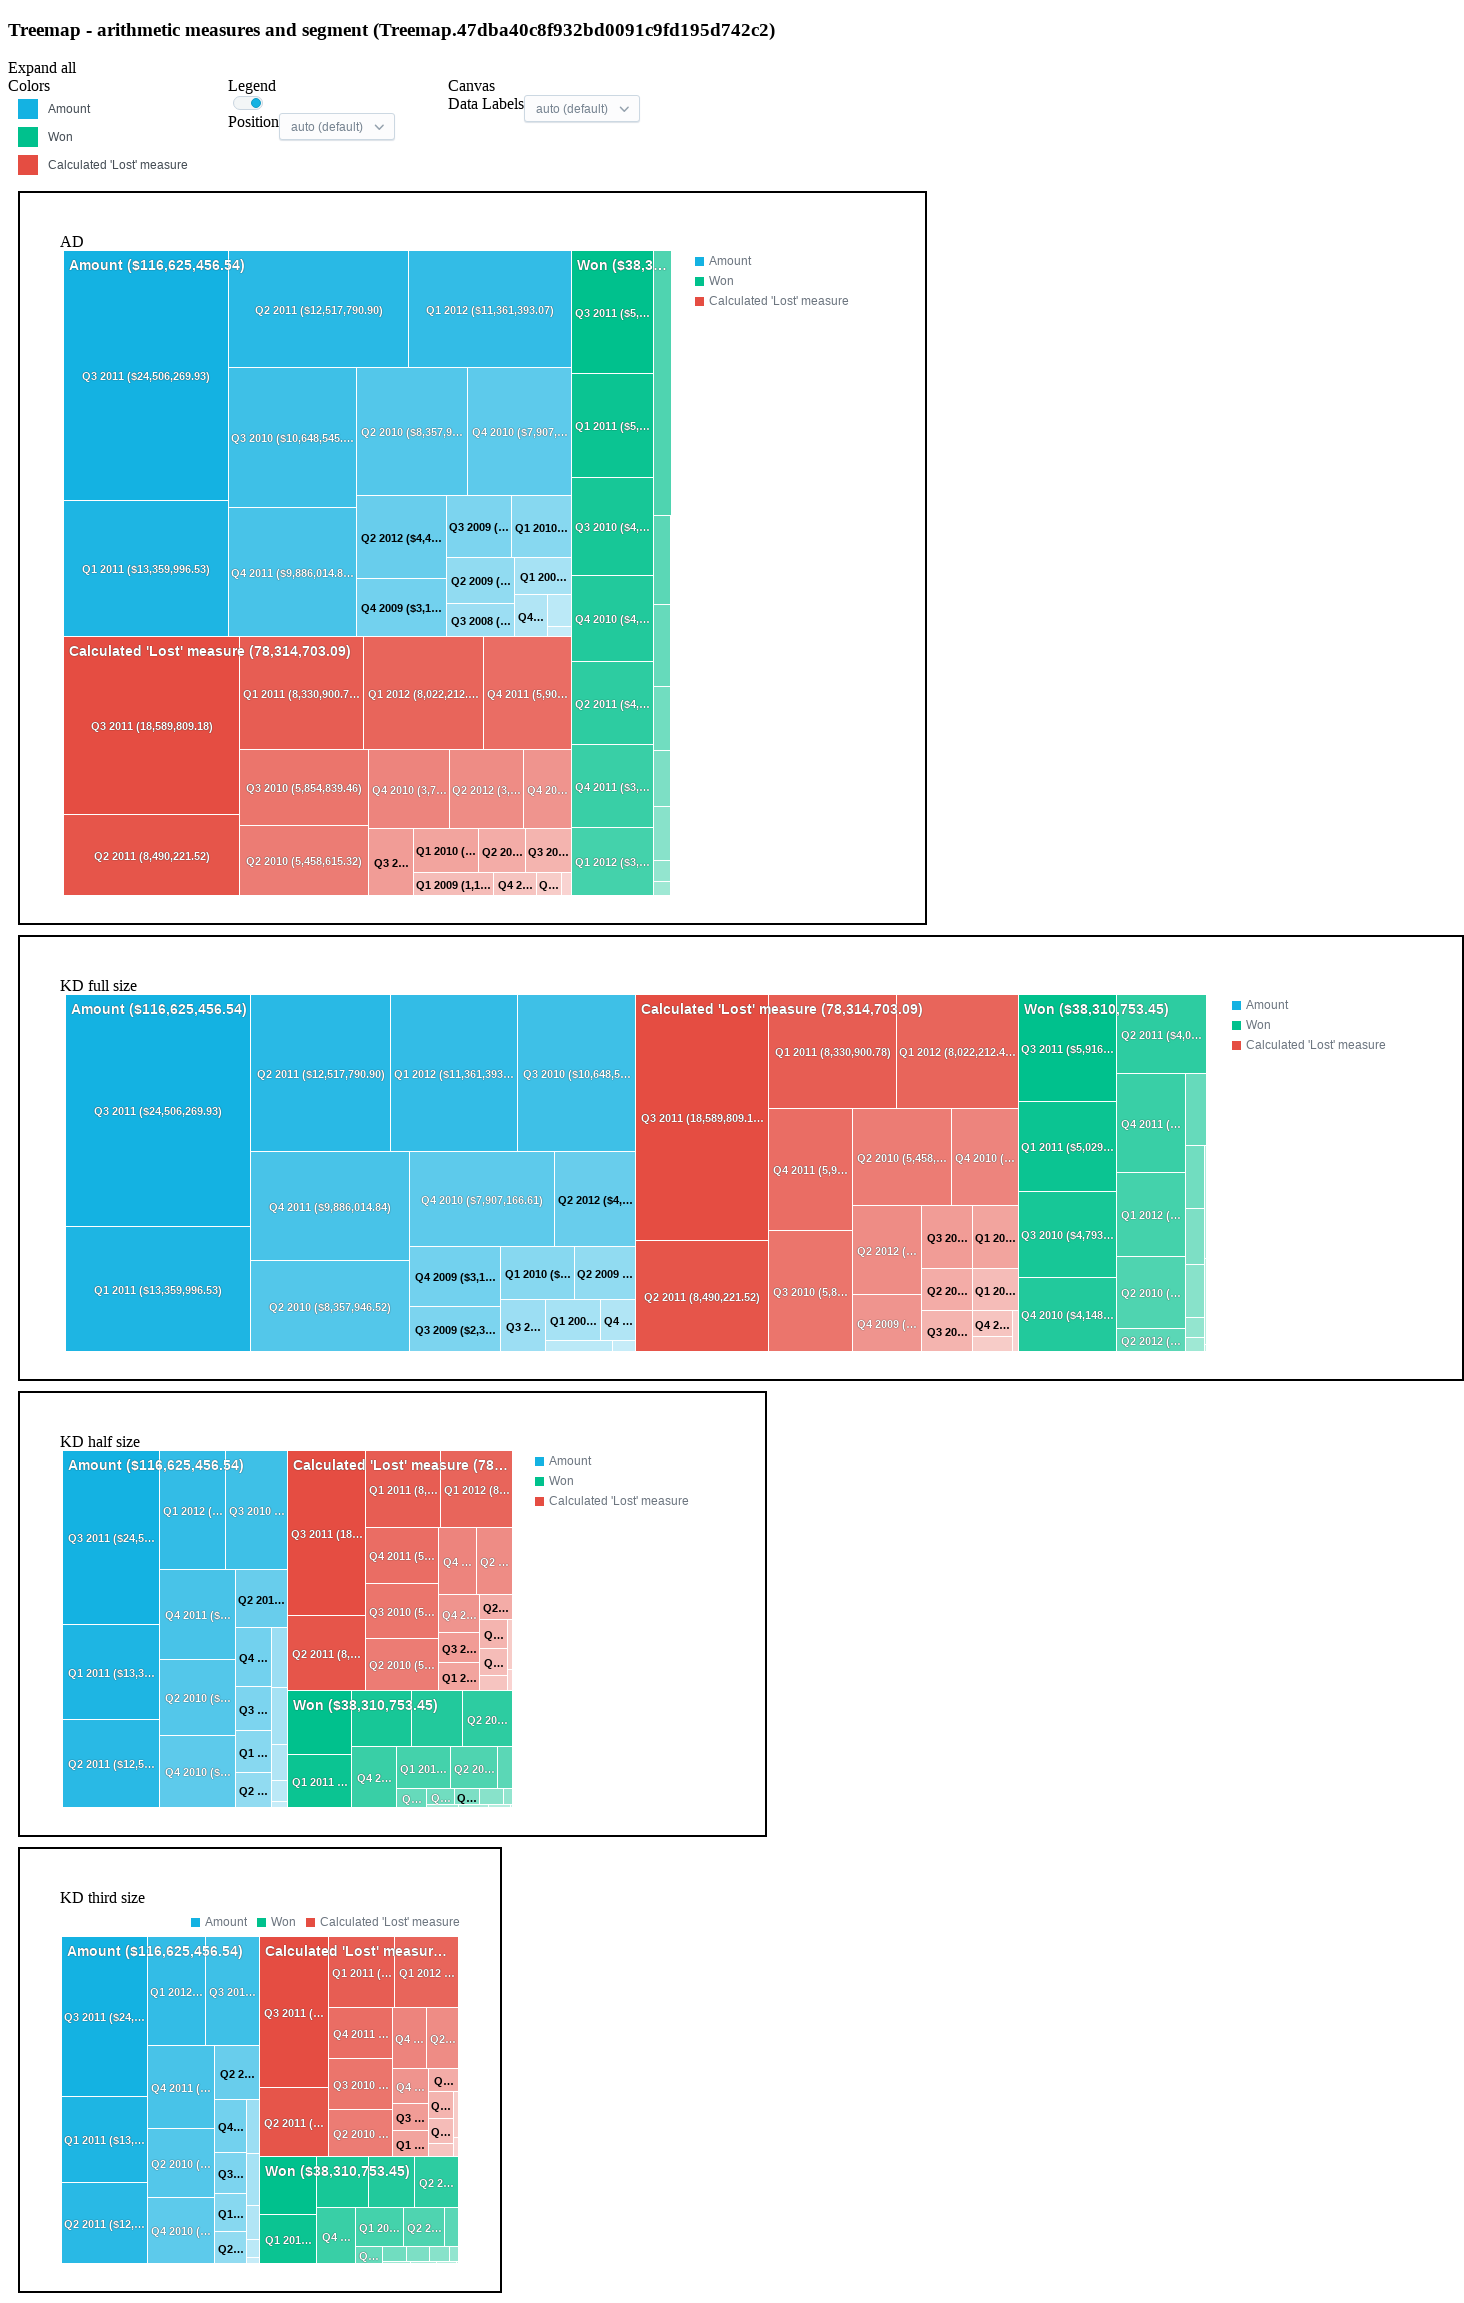 Treemap - arithmetic measures and segment (Treemap.47dba40c8f932bd0091c9fd195d742c2)
Expand all
Colors
Amount
Won
Calculated 'Lost' measure
Legend
Position auto (default)
Canvas
Data Labels auto (default)
AD
Amount ($116,625,456.54)
Q3 2011 ($24,506,269.93)
Q1 2011 ($13,359,996.53)
Q2 2011 ($12,517,790.90)
Q1 2012 ($11,361,393.07)
Q3 2010 ($10,648,545.…
Q4 2011 ($9,886,014.8…
Q2 2010 ($8,357,9…
Q4 2010 ($7,907,…
Q2 2012 ($4,4…
Q4 2009 ($3,1…
Q3 2009 (…
Q1 2010…
Q2 2009 (…
Q3 2008 (…
Q1 200…
Q4…
Won ($38,3…
Q3 2011 ($5,…
Q1 2011 ($5,…
Q3 2010 ($4,…
Q4 2010 ($4,…
Q2 2011 ($4,…
Q4 2011 ($3,…
Q1 2012 ($3,…
Calculated 'Lost' measure (78,314,703.09)
Q3 2011 (18,589,809.18)
Q2 2011 (8,490,221.52)
Q1 2011 (8,330,900.7…
Q1 2012 (8,022,212.…
Q4 2011 (5,90…
Q3 2010 (5,854,839.46)
Q2 2010 (5,458,615.32)
Q4 2010 (3,7…
Q2 2012 (3,…
Q4 20…
Q3 2…
Q1 2010 (…
Q2 20…
Q3 20…
Q1 2009 (1,1…
Q4 2…
Q…
Amount
Won
Calculated 'Lost' measure
KD full size
Amount ($116,625,456.54)
Q3 2011 ($24,506,269.93)
Q1 2011 ($13,359,996.53)
Q2 2011 ($12,517,790.90)
Q1 2012 ($11,361,393…
Q3 2010 ($10,648,5…
Q4 2011 ($9,886,014.84)
Q2 2010 ($8,357,946.52)
Q4 2010 ($7,907,166.61)
Q2 2012 ($4,…
Q4 2009 ($3,1…
Q3 2009 ($2,3…
Q1 2010 ($…
Q2 2009 …
Q3 2…
Q1 200…
Q4 …
Calculated 'Lost' measure (78,314,703.09)
Q3 2011 (18,589,809.1…
Q2 2011 (8,490,221.52)
Q1 2011 (8,330,900.78)
Q1 2012 (8,022,212.4…
Q4 2011 (5,9…
Q3 2010 (5,8…
Q2 2010 (5,458,…
Q4 2010 (…
Q2 2012 (…
Q4 2009 (…
Q3 20…
Q1 20…
Q2 20…
Q1 20…
Q3 20…
Q4 2…
Won ($38,310,753.45)
Q3 2011 ($5,916…
Q1 2011 ($5,029…
Q3 2010 ($4,793…
Q4 2010 ($4,148…
Q2 2011 ($4,0…
Q4 2011 (…
Q1 2012 (…
Q2 2010 (…
Q2 2012 (…
Amount
Won
Calculated 'Lost' measure
KD half size
Amount ($116,625,456.54)
Q3 2011 ($24,5…
Q1 2011 ($13,3…
Q2 2011 ($12,5…
Q1 2012 (…
Q3 2010 …
Q4 2011 ($…
Q2 2010 ($…
Q4 2010 ($…
Q2 201…
Q4 …
Q3 …
Q1 …
Q2 …
Calculated 'Lost' measure (78…
Q3 2011 (18…
Q2 2011 (8,…
Q1 2011 (8,…
Q1 2012 (8…
Q4 2011 (5…
Q3 2010 (5…
Q2 2010 (5…
Q4 …
Q2 …
Q4 2…
Q3 2…
Q1 2…
Q2…
Q…
Q…
Won ($38,310,753.45)
Q1 2011 …
Q2 20…
Q4 2…
Q1 201…
Q2 20…
Q…
Q…
Q…
Amount
Won
Calculated 'Lost' measure
KD third size
Amount
Won
Calculated 'Lost' measure
Amount ($116,625,456.54)
Q3 2011 ($24,…
Q1 2011 ($13,…
Q2 2011 ($12,…
Q1 2012…
Q3 201…
Q4 2011 (…
Q2 2010 (…
Q4 2010 (…
Q2 2…
Q4…
Q3…
Q1…
Q2…
Calculated 'Lost' measur…
Q3 2011 (…
Q2 2011 (…
Q1 2011 (…
Q1 2012 …
Q4 2011 …
Q3 2010 …
Q2 2010 …
Q4 …
Q2…
Q4 …
Q3 …
Q1 …
Q…
Q…
Q…
Won ($38,310,753.45)
Q1 201…
Q2 2…
Q4 …
Q1 20…
Q2 2…
Q…